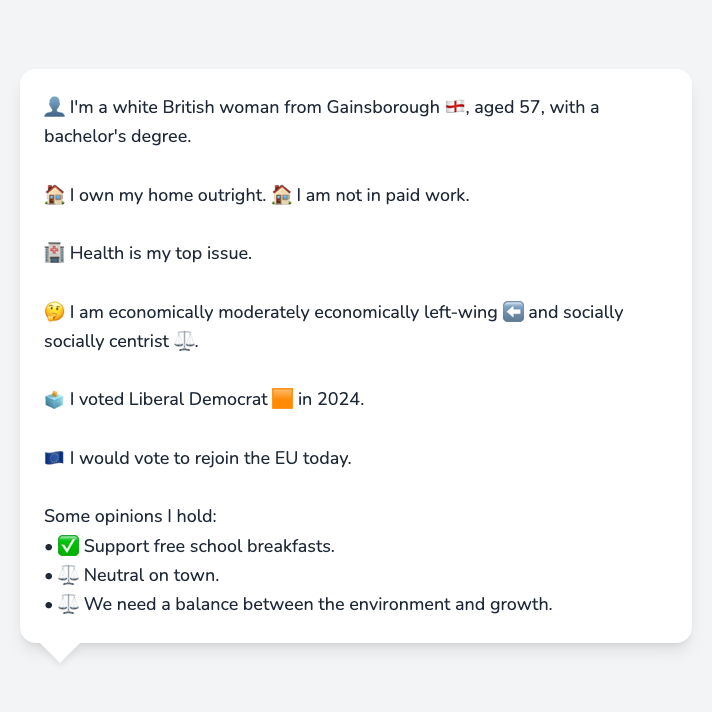 👤 I'm a white British woman from Gainsborough 🏴󠁧󠁢󠁥󠁮󠁧󠁿, aged 57, with a
bachelor's degree.
🏠 I own my home outright. 🏠 I am not in paid work.
🏥 Health is my top issue.
🤔 I am economically moderately economically left-wing ⬅️ and socially
socially centrist ⚖️.
🗳️ I voted Liberal Democrat 🟧 in 2024.
🇪🇺 I would vote to rejoin the EU today.
Some opinions I hold:
• ✅ Support free school breakfasts.
• ⚖️ Neutral on town.
• ⚖️ We need a balance between the environment and growth.